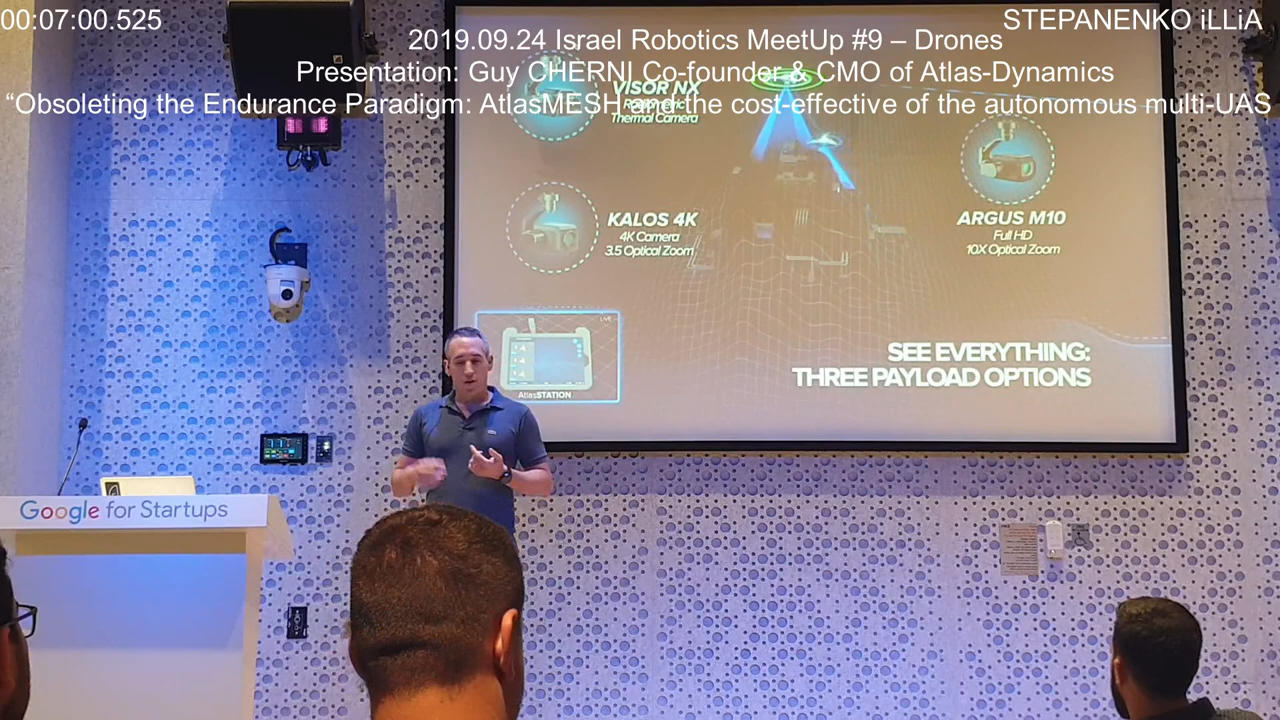 00:07:00.525
STEPANENKO iLLiA
2019.09.24 Israel Robotics MeetUp #9 – Drones
Presentation: Guy CHERNI Co-founder & CMO of Atlas-Dynamics
“Obsoleting the Endurance Paradigm: AtlasMESH and the cost-effective of the autonomous multi-UAS
VISOR NX
Radiometric
Thermal Camera
KALOS 4K
4K Camera
3.5 Optical Zoom
ARGUS M10
Full HD
10X Optical Zoom
LIVE
AtlasSTATION
SEE EVERYTHING:
THREE PAYLOAD OPTIONS
Google for Startups